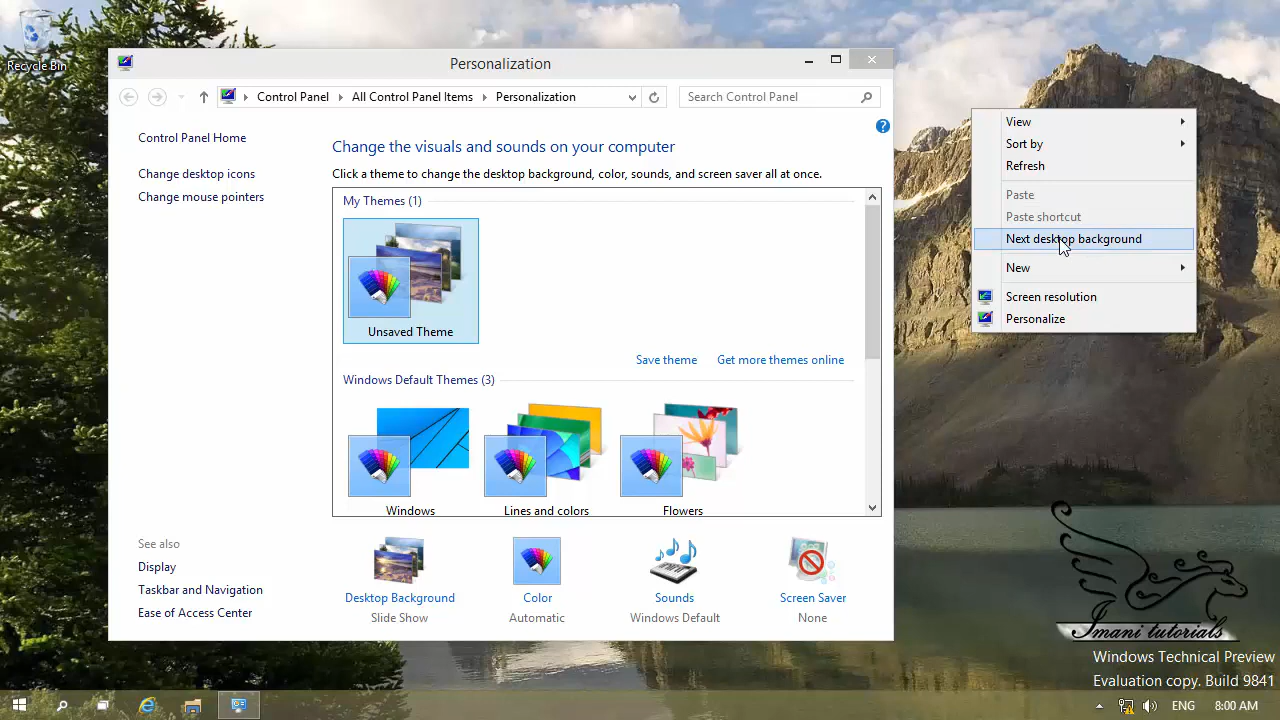 Recycle Bin
Personalization
Control Panel
All Control Panel Items
Personalization
Search Control Panel
Control Panel Home
Change desktop icons
Change mouse pointers
Change the visuals and sounds on your computer
Click a theme to change the desktop background, color, sounds, and screen saver all at once.
My Themes (1)
Unsaved Theme
Save theme
Get more themes online
Windows Default Themes (3)
Windows
Lines and colors
Flowers
See also
Display
Taskbar and Navigation
Ease of Access Center
Desktop Background
Slide Show
Color
Automatic
Sounds
Windows Default
Screen Saver
None
View
Sort by
Refresh
Paste
Paste shortcut
Next desktop background
New
Screen resolution
Personalize
Imani tutorials
Windows Technical Preview
Evaluation copy. Build 9841
ENG
8:00 AM